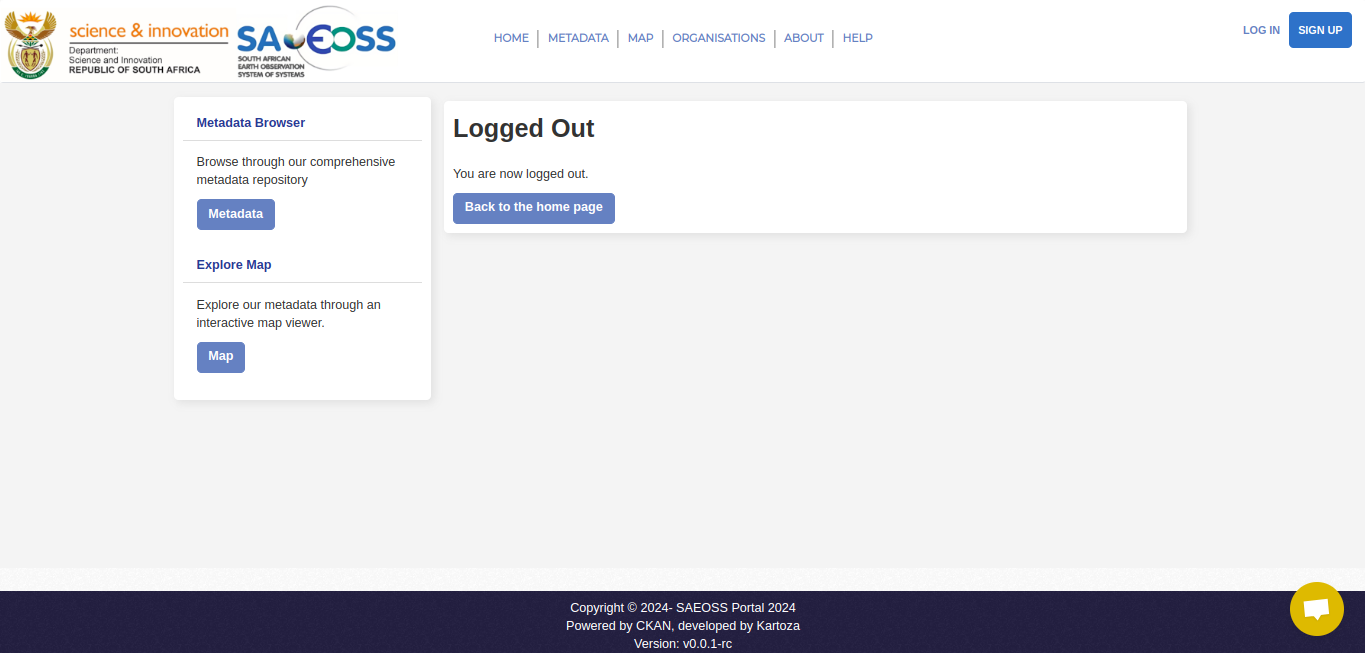 science & innovation
Department:
Science and Innovation
REPUBLIC OF SOUTH AFRICA
SAEOSS
SOUTH AFRICAN
EARTH OBSERVATION
SYSTEM OF SYSTEMS
HOME
METADATA
MAP
ORGANISATIONS
ABOUT
HELP
LOG IN
SIGN UP
Metadata Browser
Browse through our comprehensive
metadata repository
Metadata
Explore Map
Explore our metadata through an
interactive map viewer.
Map
Logged Out
You are now logged out.
Back to the home page
Copyright © 2024- SAEOSS Portal 2024
Powered by CKAN, developed by Kartoza
Version: v0.0.1-rc